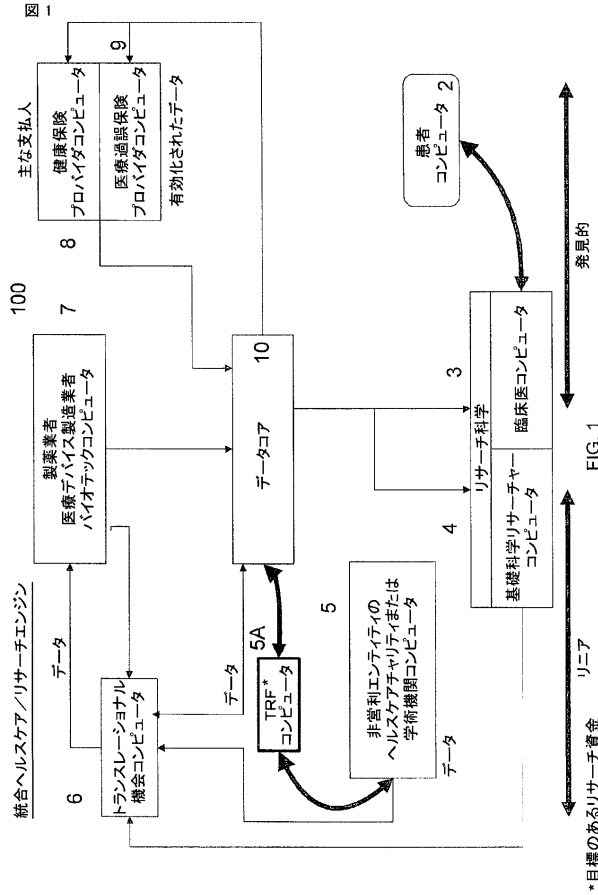 図1
100
統合ヘルスケア/リサーチエンジン
主な支払人
健康保険
プロバイダコンピュータ
医療過誤保険
プロバイダコンピュータ
有効化されたデータ
8
9
7
製薬業者
医療デバイス製造業者
バイオテックコンピュータ
データ
6
トランスレーショナル
機会コンピュータ
データコア
10
データ
5A
TRF*
コンピュータ
5
非営利エンティティの
ヘルスケアチャリティまたは
学術機関コンピュータ
データ
患者
コンピュータ
2
リサーチ科学
3
4
臨床医コンピュータ
基礎科学リサーチャー
コンピュータ
発見的
リニア
*目標のあるリサーチ資金
FIG. 1